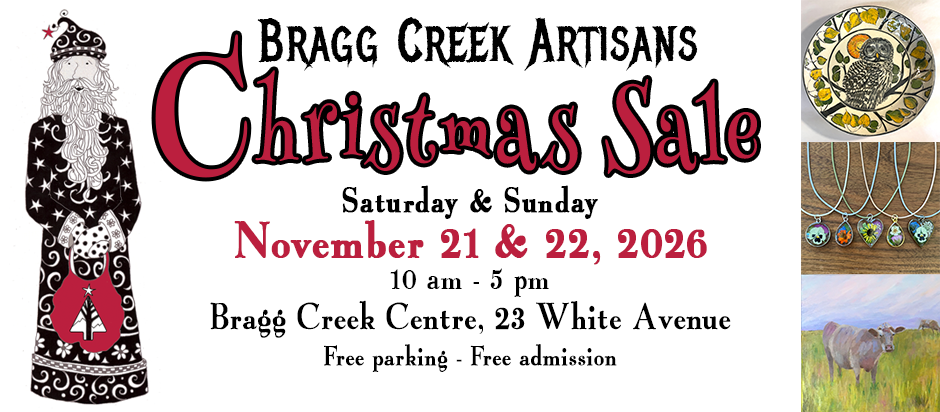 Bragg Creek Artisans
Christmas Sale
Saturday & Sunday
November 21 & 22, 2026
10 am - 5 pm
Bragg Creek Centre, 23 White Avenue
Free parking - Free admission